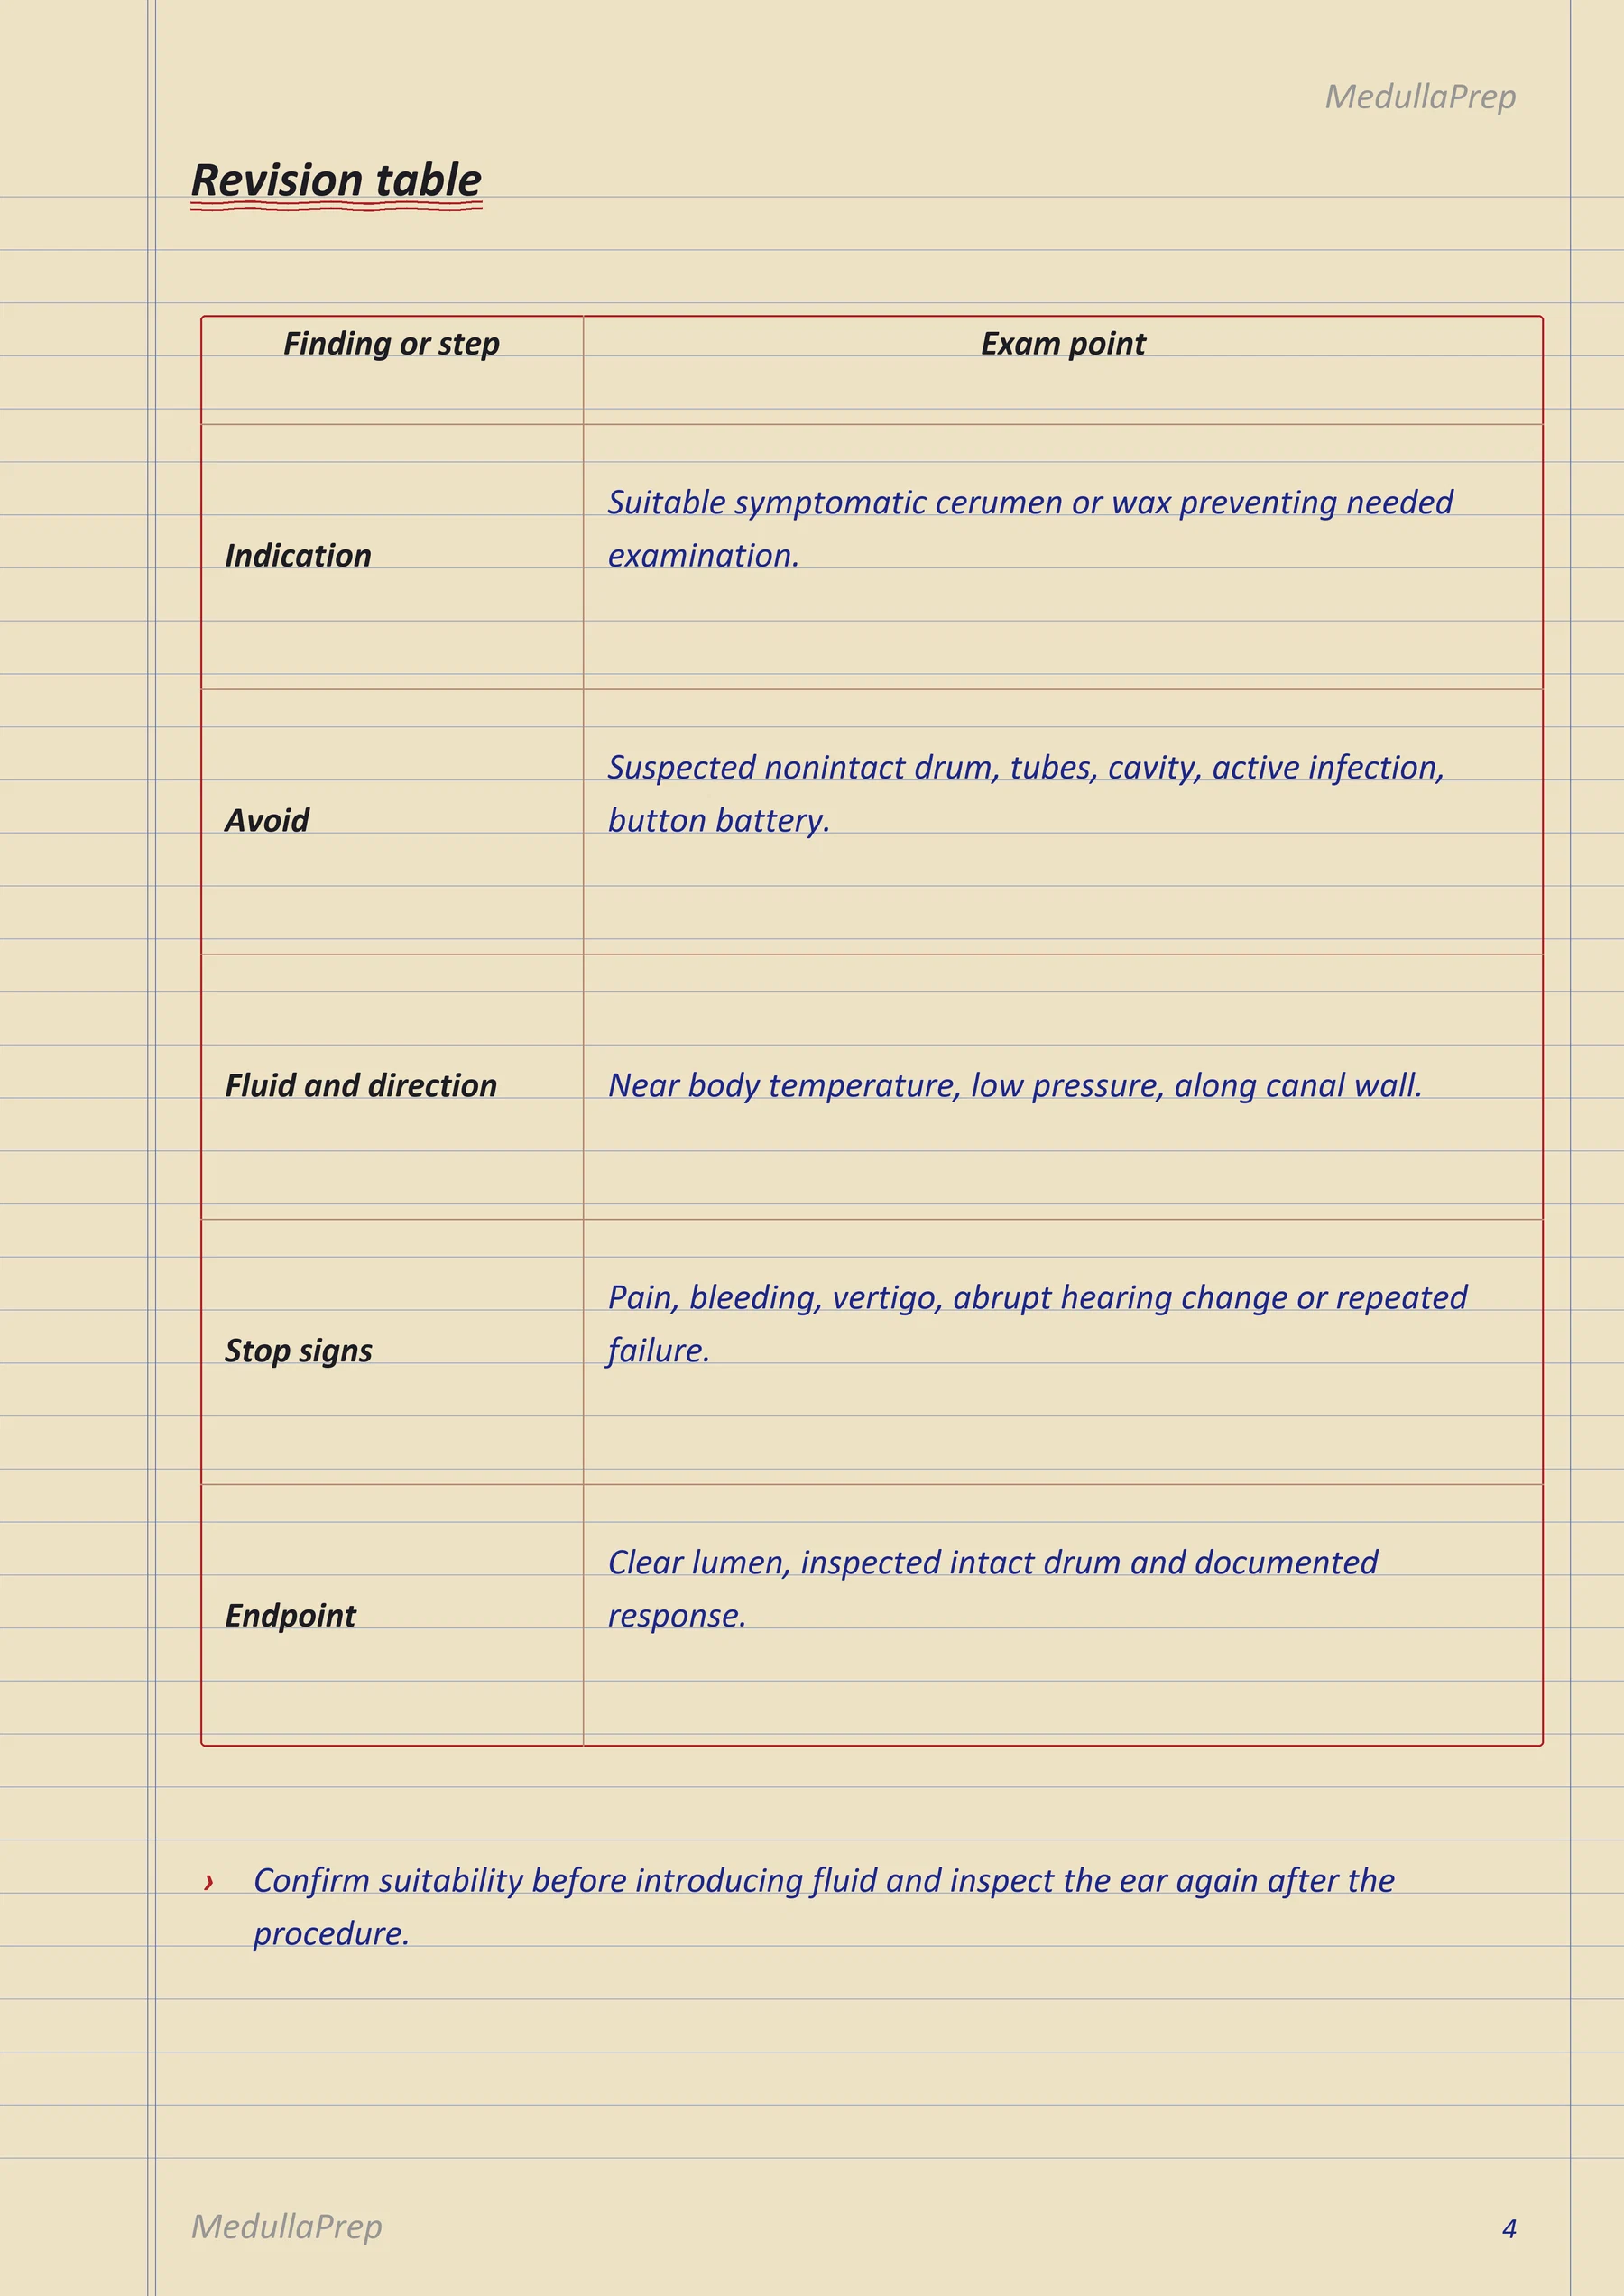 MedullaPrep
Revision table
Finding or step
Exam point
Indication
Suitable symptomatic cerumen or wax preventing needed
examination.
Avoid
Suspected nonintact drum, tubes, cavity, active infection,
button battery.
Fluid and direction
Near body temperature, low pressure, along canal wall.
Stop signs
Pain, bleeding, vertigo, abrupt hearing change or repeated
failure.
Endpoint
Clear lumen, inspected intact drum and documented
response.
› Confirm suitability before introducing fluid and inspect the ear again after the
procedure.
MedullaPrep
4